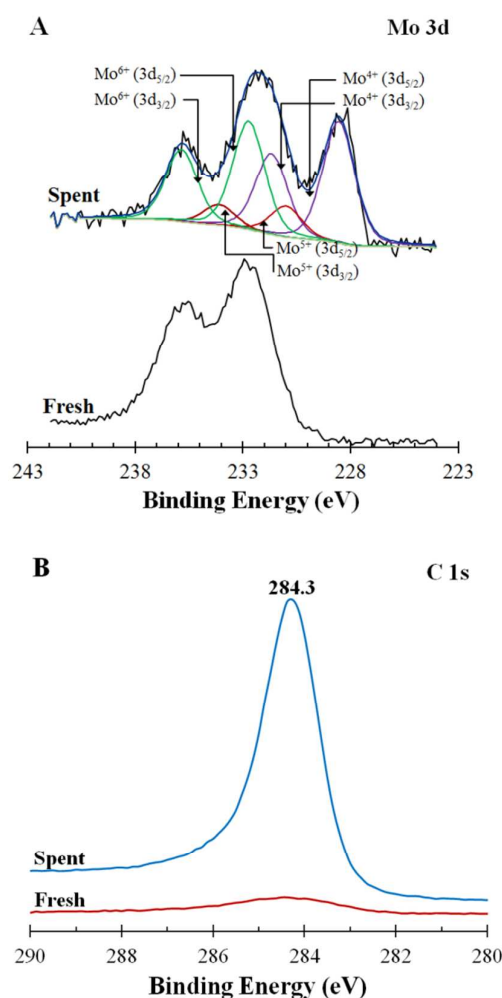 A
Mo 3d
Mo⁶⁺ (3d₅/₂)
Mo⁶⁺ (3d₃/₂)
Mo⁴⁺ (3d₅/₂)
Mo⁴⁺ (3d₃/₂)
Spent
Mo⁵⁺ (3d₅/₂)
Mo⁵⁺ (3d₃/₂)
Fresh
243 238 233 228 223
Binding Energy (eV)
B
C 1s
284.3
Spent
Fresh
290 288 286 284 282 280
Binding Energy (eV)